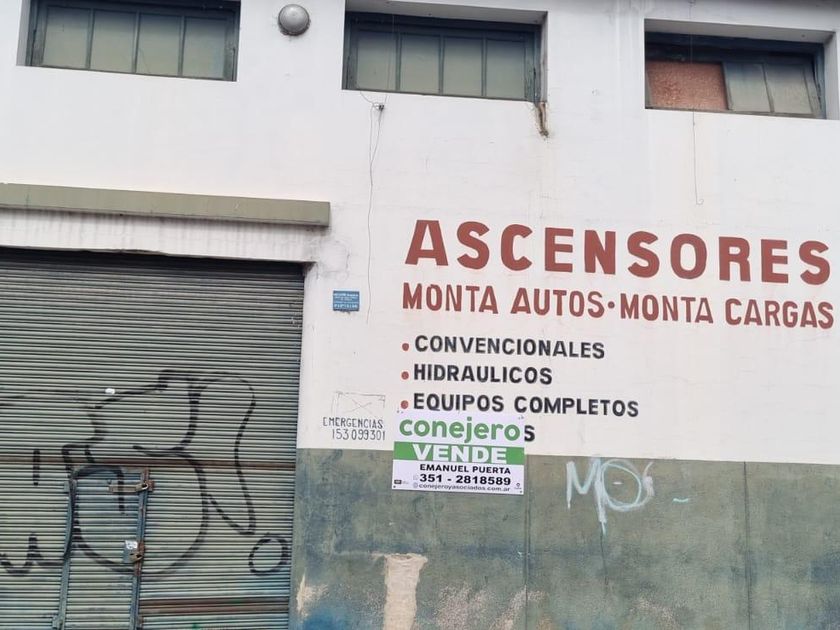 ASCENSORES
MONTA AUTOS·MONTA CARGAS
• CONVENCIONALES
• HIDRAULICOS
• EQUIPOS COMPLETOS
S
EMERGENCIAS
153099301
conejero
VENDE
EMANUEL PUERTA
351 - 2818589
conejeroyasociados.com.ar
MO